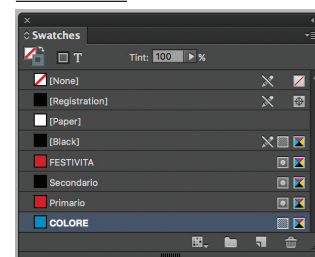 Swatches
T Tint: 100 %
[None]
[Registration]
[Paper]
[Black]
FESTIVITA
Secondario
Primario
COLORE